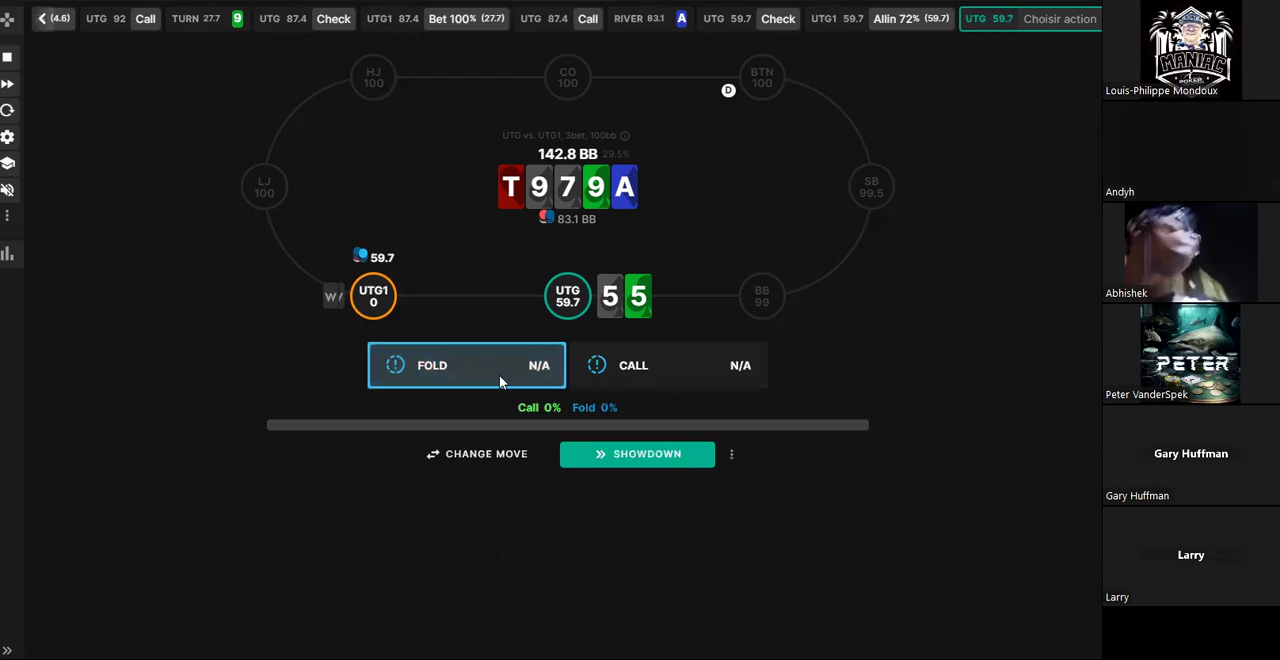 (4.6) UTG 92 Call TURN 27.7 9 UTG 87.4 Check UTG1 87.4 Bet 100% (27.7) UTG 87.4 Call RIVER 83.1 A UTG 59.7 Check UTG1 59.7 Allin 72% (59.7) UTG 59.7 Choisir action
MANIAC
POKER
Louis-Philippe Mondoux
HJ
100
CO
100
BTN
100
D
UTG vs. UTG1, 3bet, 100bb
142.8 BB 29.5%
T 9 7 9 A
83.1 BB
LJ
100
SB
99.5
Andyh
59.7
W/
UTG1
0
UTG
59.7
5 5
BB
99
Abhishek
FOLD N/A
CALL N/A
PETER
Peter VanderSpek
Call 0% Fold 0%
CHANGE MOVE
SHOWDOWN
Gary Huffman
Gary Huffman
Larry
Larry